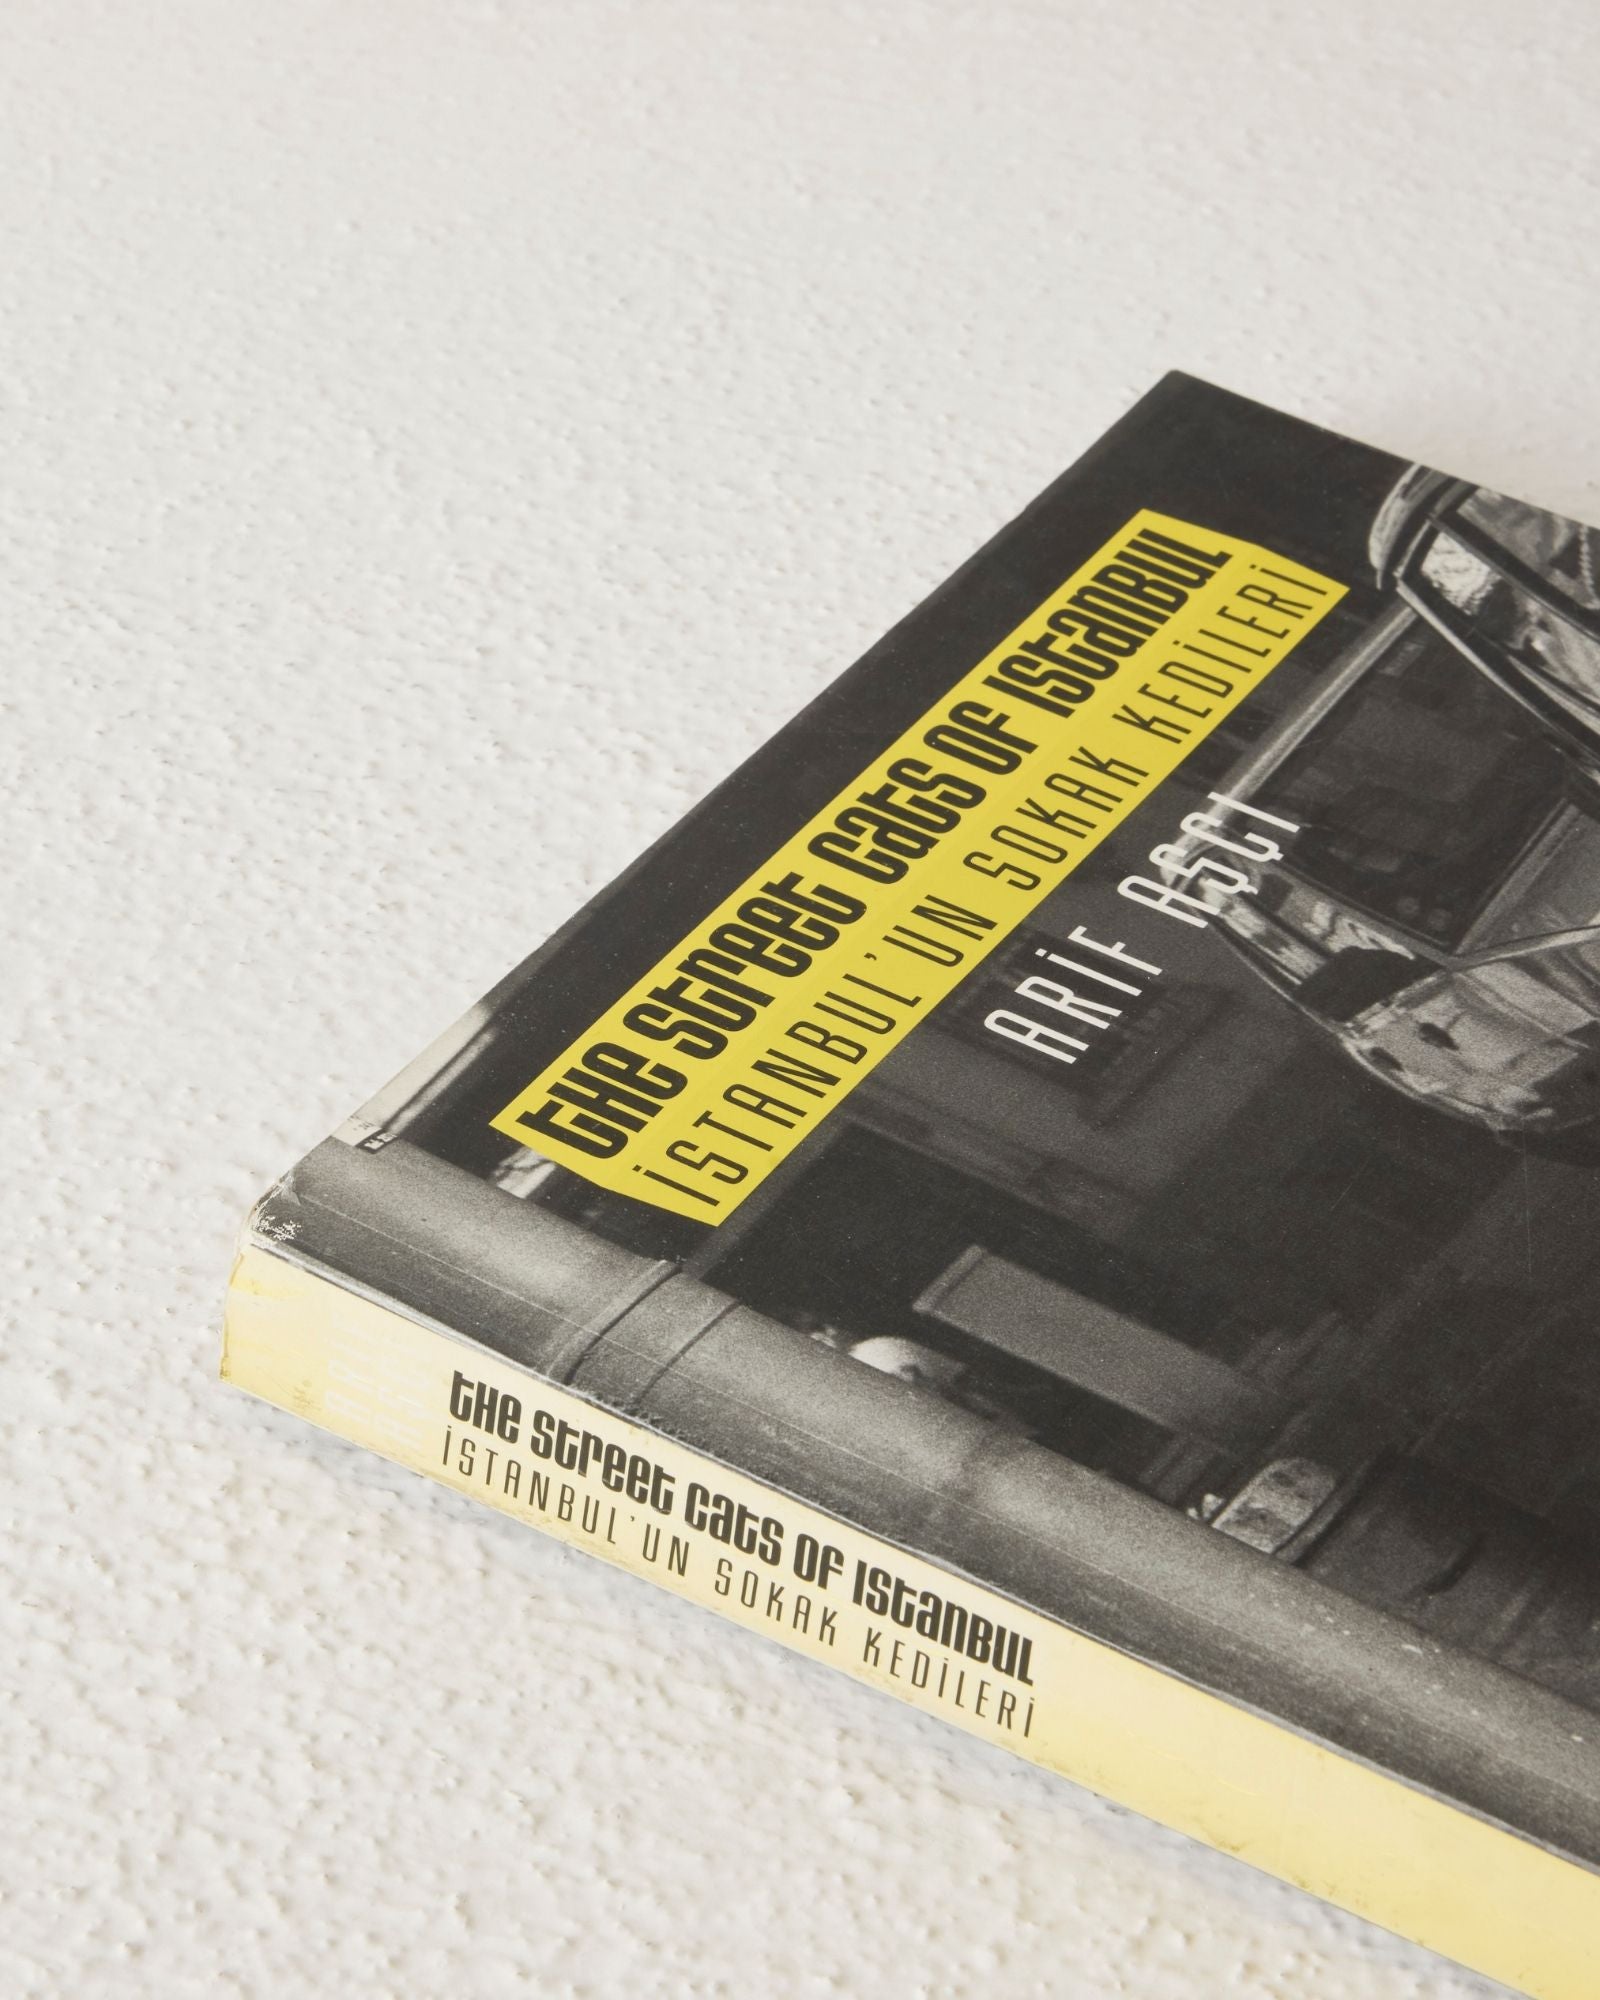 THE STREET CATS OF ISTANBUL
İSTANBUL'UN SOKAK KEDİLERİ
ARİF AŞÇI
THE STREET CATS OF ISTANBUL
İSTANBUL'UN SOKAK KEDİLERİ